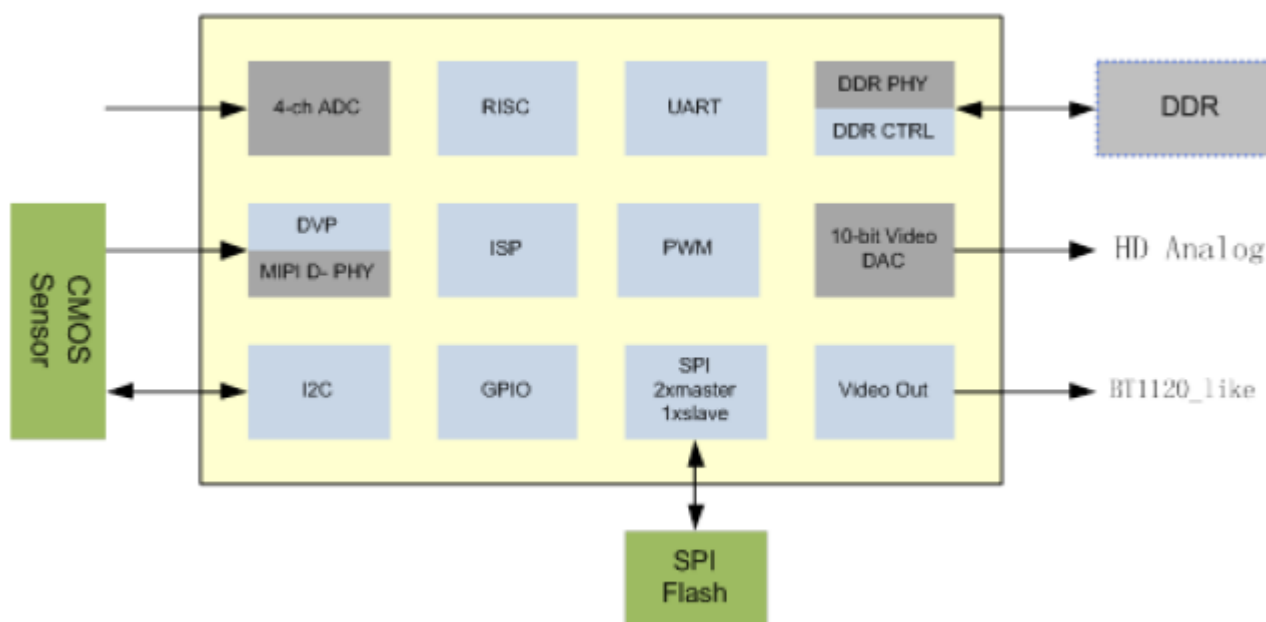 4-ch ADC
RISC
UART
DDR PHY
DDR CTRL
DDR
CMOS
Sensor
DVP
MIPI D- PHY
ISP
PWM
10-bit Video
DAC
HD Analog
I2C
GPIO
SPI
2xmaster
1xslave
Video Out
BT1120_like
SPI
Flash